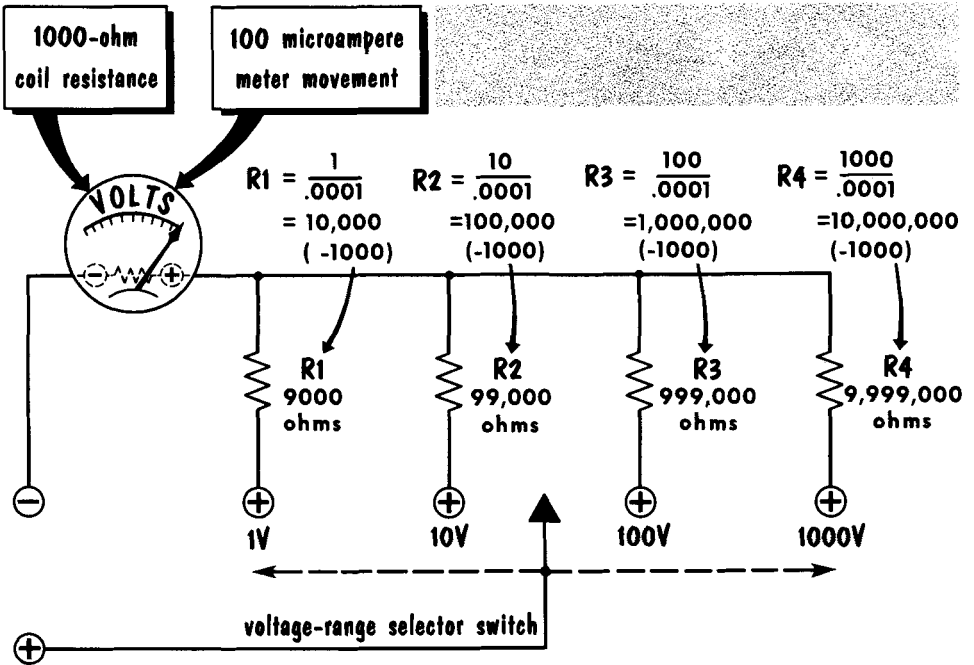 1000-ohm
coil resistance
100 microampere
meter movement
VOLTS
R1 = 1/.0001
= 10,000
( -1000)
R2 = 10/.0001
=100,000
(-1000)
R3 = 100/.0001
=1,000,000
(-1000)
R4 = 1000/.0001
=10,000,000
(-1000)
− +
R1
9000
ohms
R2
99,000
ohms
R3
999,000
ohms
R4
9,999,000
ohms
−
+
1V
+
10V
+
100V
+
1000V
voltage-range selector switch
+